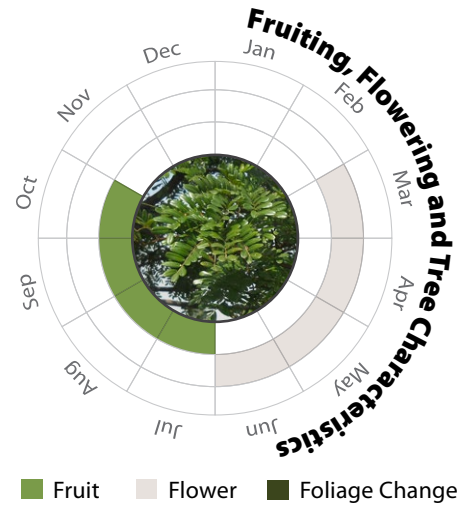 Fruiting, Flowering and Tree Characteristics
Jan
Feb
Mar
Apr
May
Jun
Jul
Aug
Sep
Oct
Nov
Dec
Fruit
Flower
Foliage Change